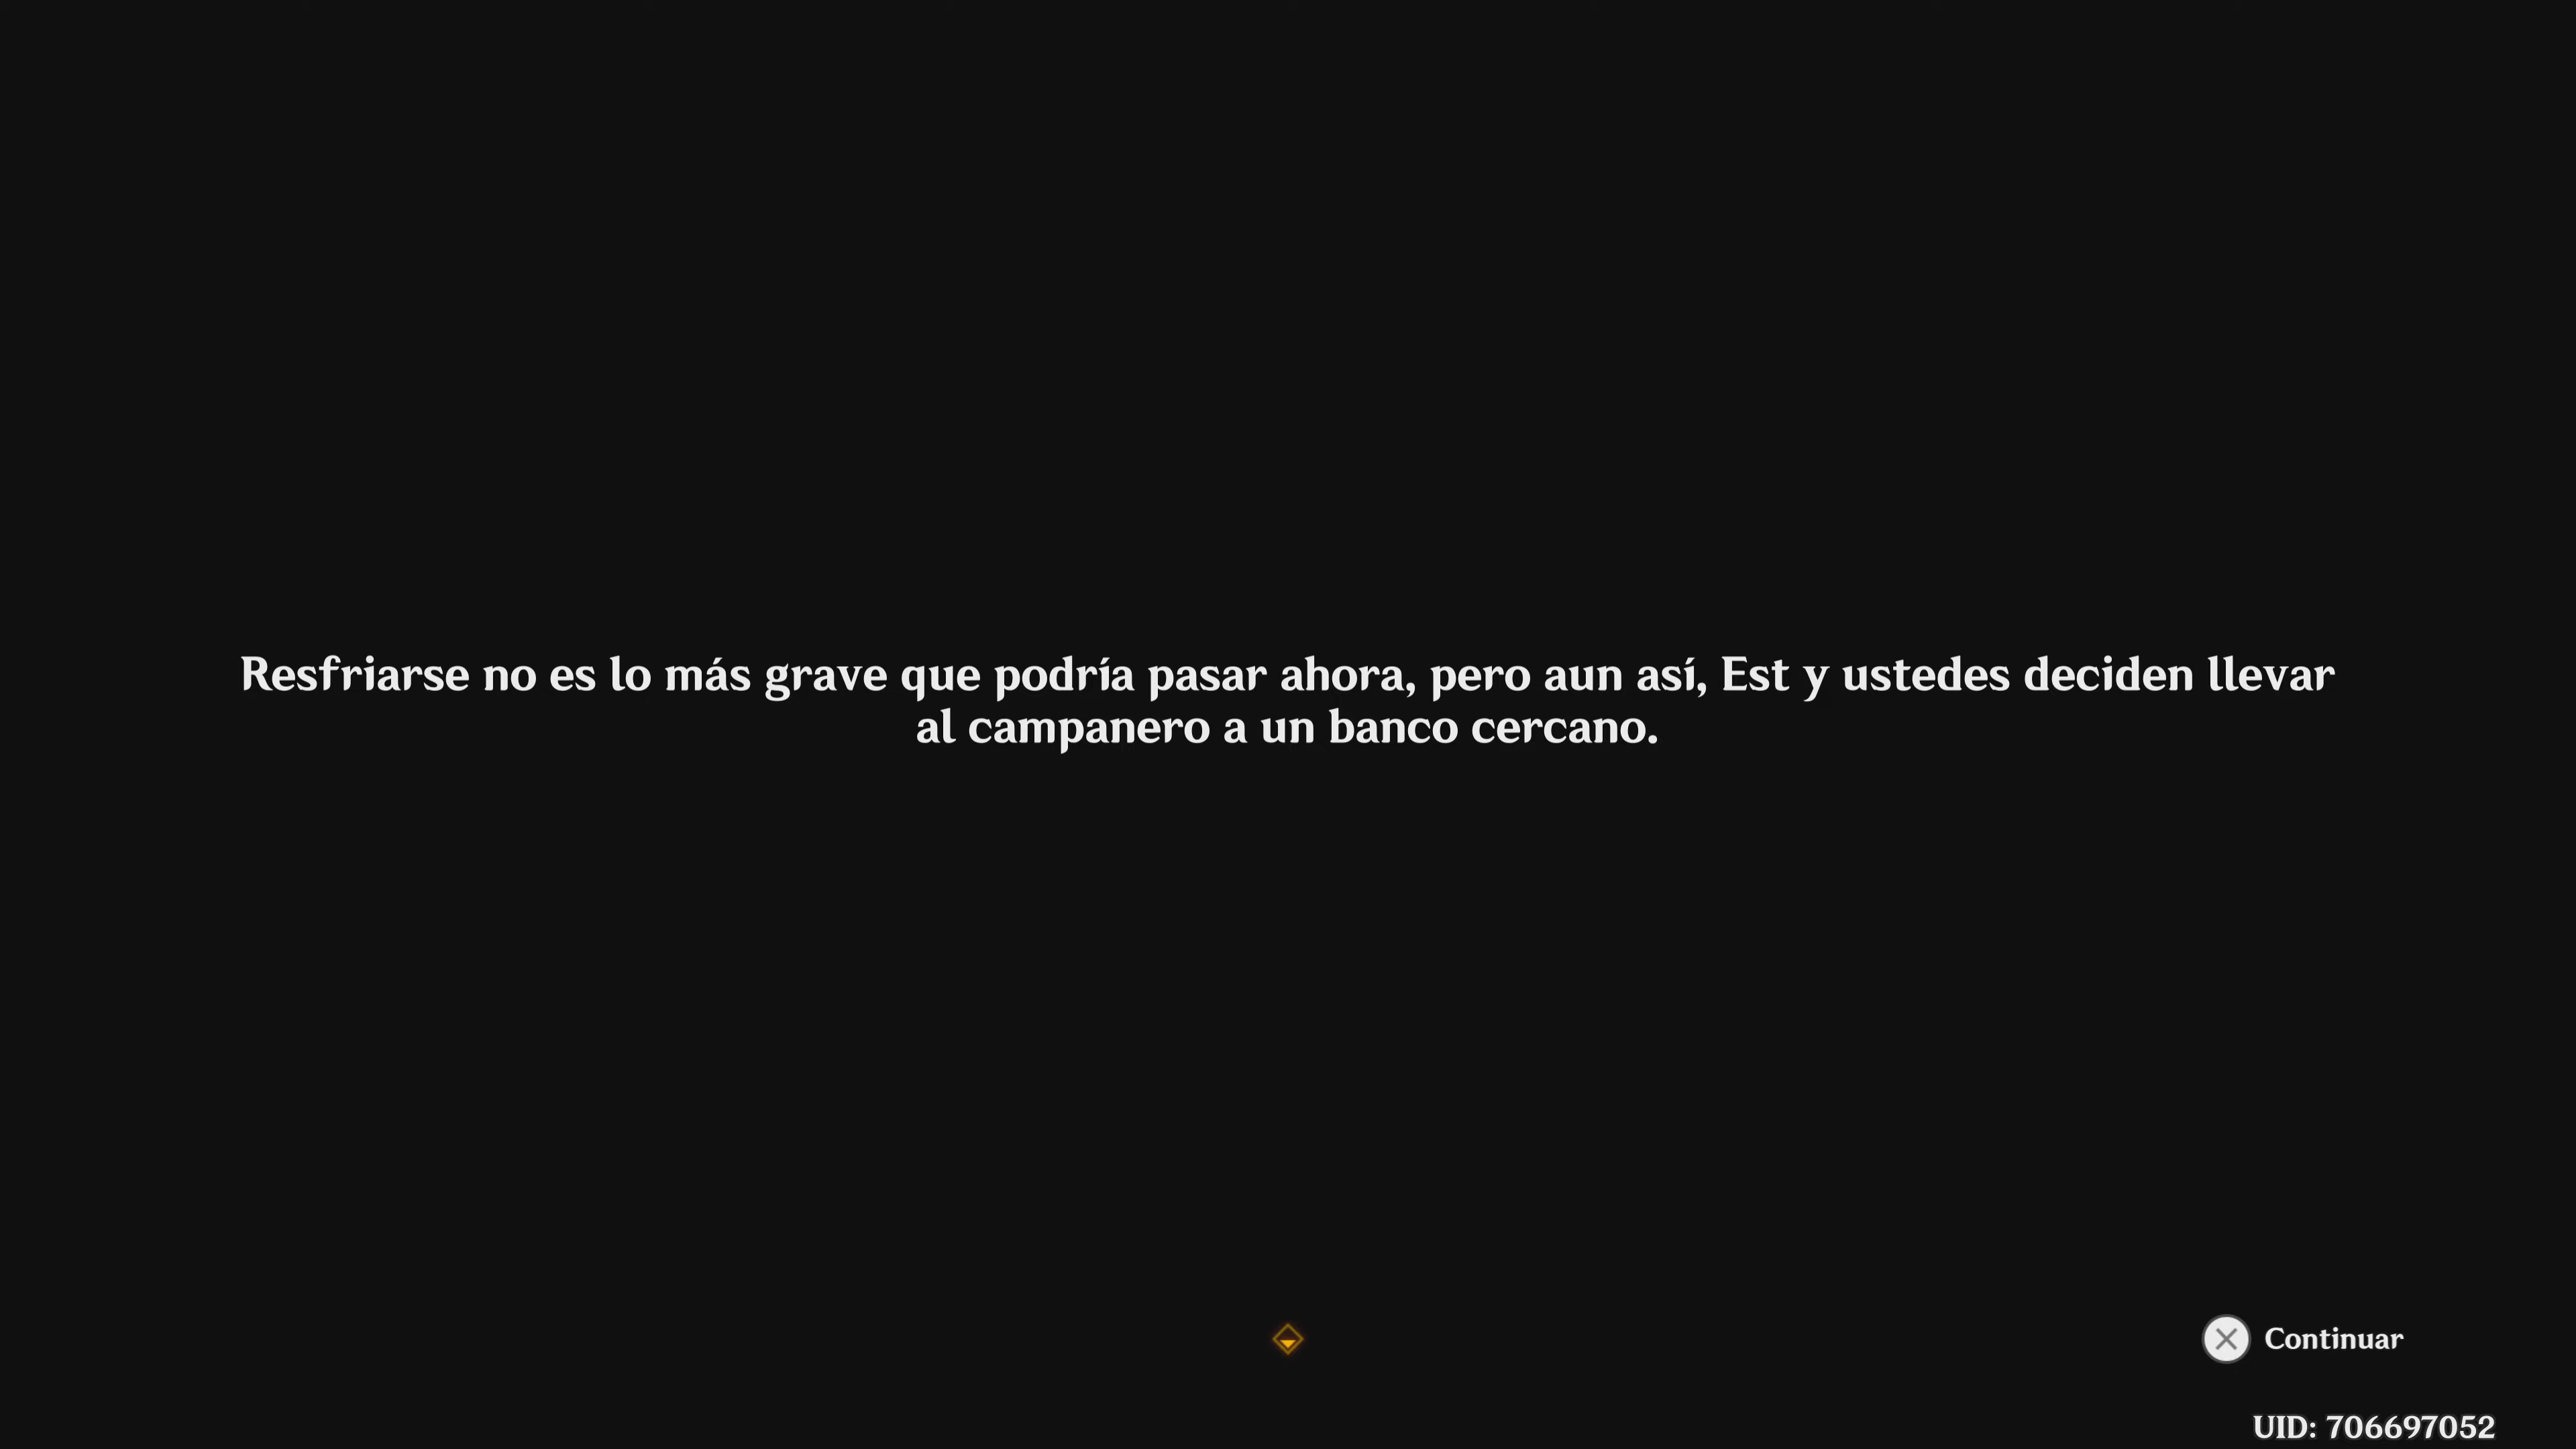 Resfriarse no es lo más grave que podría pasar ahora, pero aun así, Est y ustedes deciden llevar
al campanero a un banco cercano.
Continuar
UID: 706697052